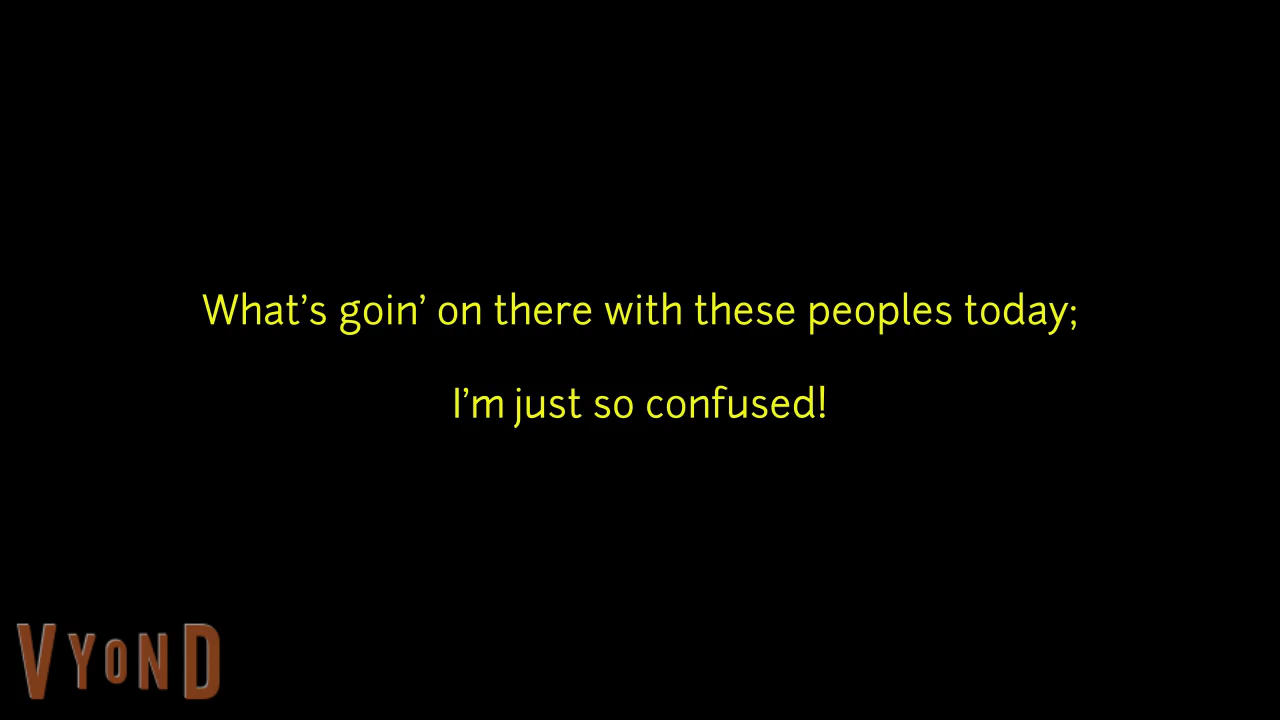 What’s goin’ on there with these peoples today;
I’m just so confused!
VYOND